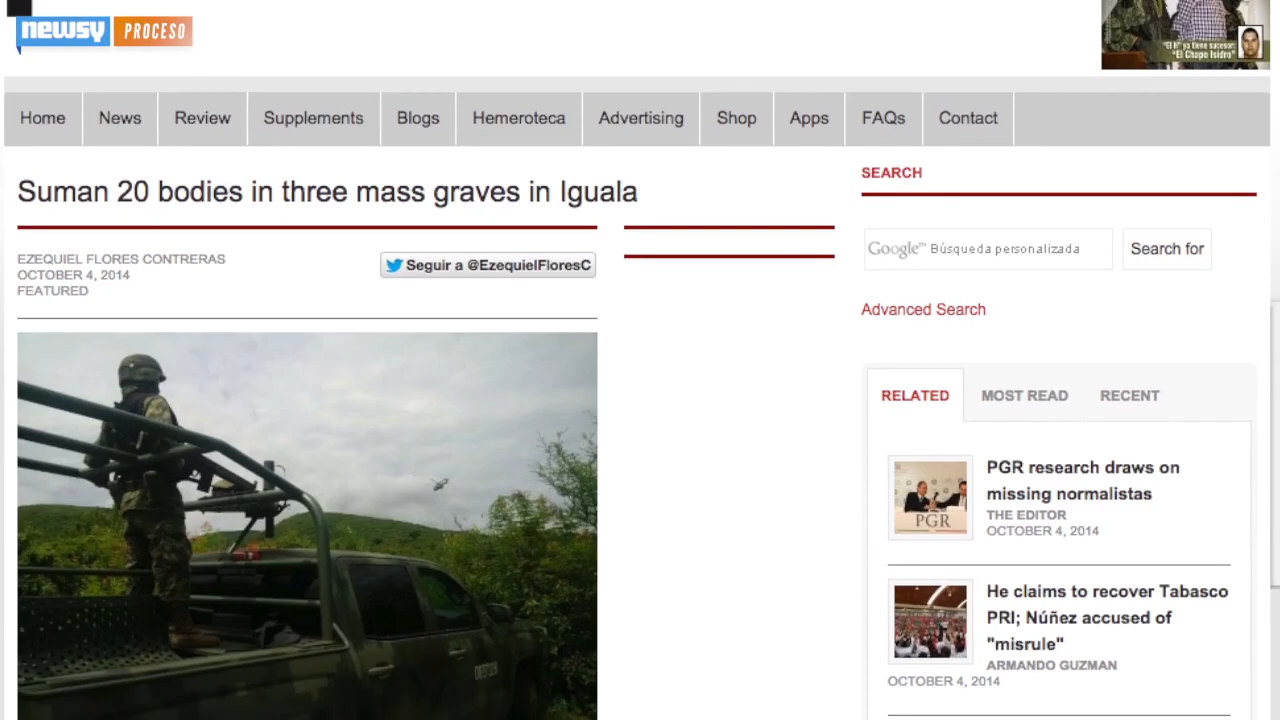 newsy PROCESO
"El H" ya tiene sucesor:
"El Chapo Isidro"
Home News Review Supplements Blogs Hemeroteca Advertising Shop Apps FAQs Contact
Suman 20 bodies in three mass graves in Iguala
EZEQUIEL FLORES CONTRERAS
OCTOBER 4, 2014
FEATURED
Seguir a @EzequielFloresC
SEARCH
Google™ Búsqueda personalizada
Search for
Advanced Search
RELATED MOST READ RECENT
PGR research draws on
missing normalistas
THE EDITOR
OCTOBER 4, 2014
PGR
He claims to recover Tabasco
PRI; Núñez accused of
"misrule"
ARMANDO GUZMAN
OCTOBER 4, 2014